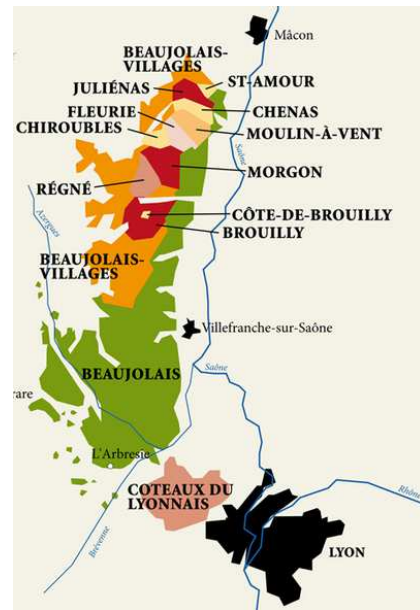 Mâcon
BEAUJOLAIS-
VILLAGES
ST-AMOUR
JULIÉNAS
FLEURIE
CHENAS
CHIROUBLES
MOULIN-À-VENT
Saône
MORGON
RÉGNÉ
Azergues
CÔTE-DE-BROUILLY
BROUILLY
BEAUJOLAIS-
VILLAGES
Villefranche-sur-Saône
BEAUJOLAIS
Saône
rare
L'Arbresle
COTEAUX DU
LYONNAIS
Rhône
Brévenne
LYON